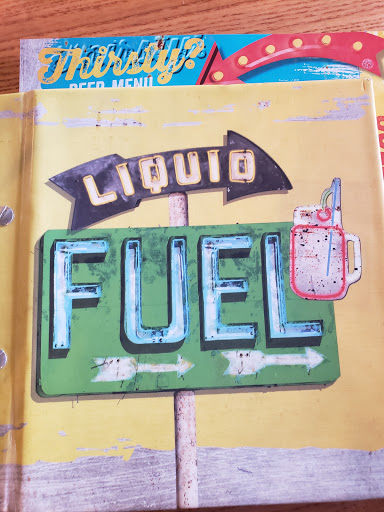 Thirsty?
BEER MENU
LIQUID
FUEL